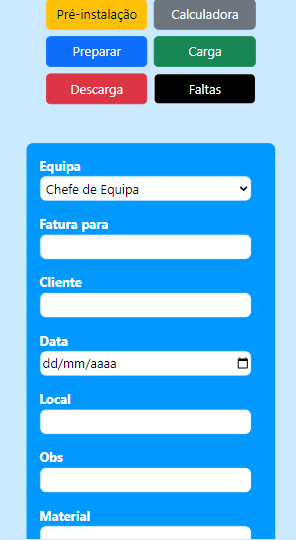 Pré-instalação Calculadora
Preparar Carga
Descarga Faltas
Equipa
Chefe de Equipa
Fatura para
Cliente
Data
dd/mm/aaaa
Local
Obs
Material